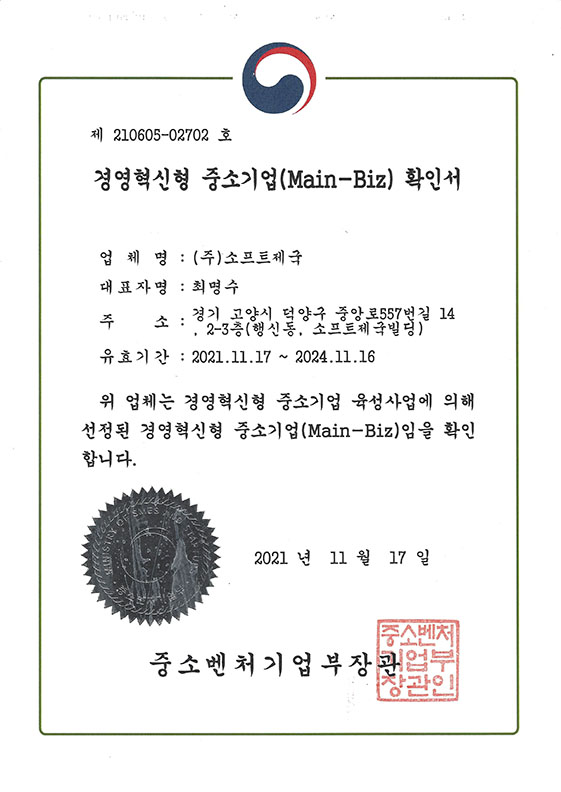 제 210605-02702 호
경영혁신형 중소기업(Main-Biz) 확인서
업 체 명 : (주)소프트제국
대표자명 : 최명수
주 소 : 경기 고양시 덕양구 중앙로557번길 14
, 2-3층(행신동, 소프트제국빌딩)
유효기간 : 2021.11.17 ~ 2024.11.16
위 업체는 경영혁신형 중소기업 육성사업에 의해
선정된 경영혁신형 중소기업(Main-Biz)임을 확인
합니다.
MINISTRY OF SMES AND
2021 년 11 월 17 일
중소벤처기업부장관
중소벤처
기업부
장관인